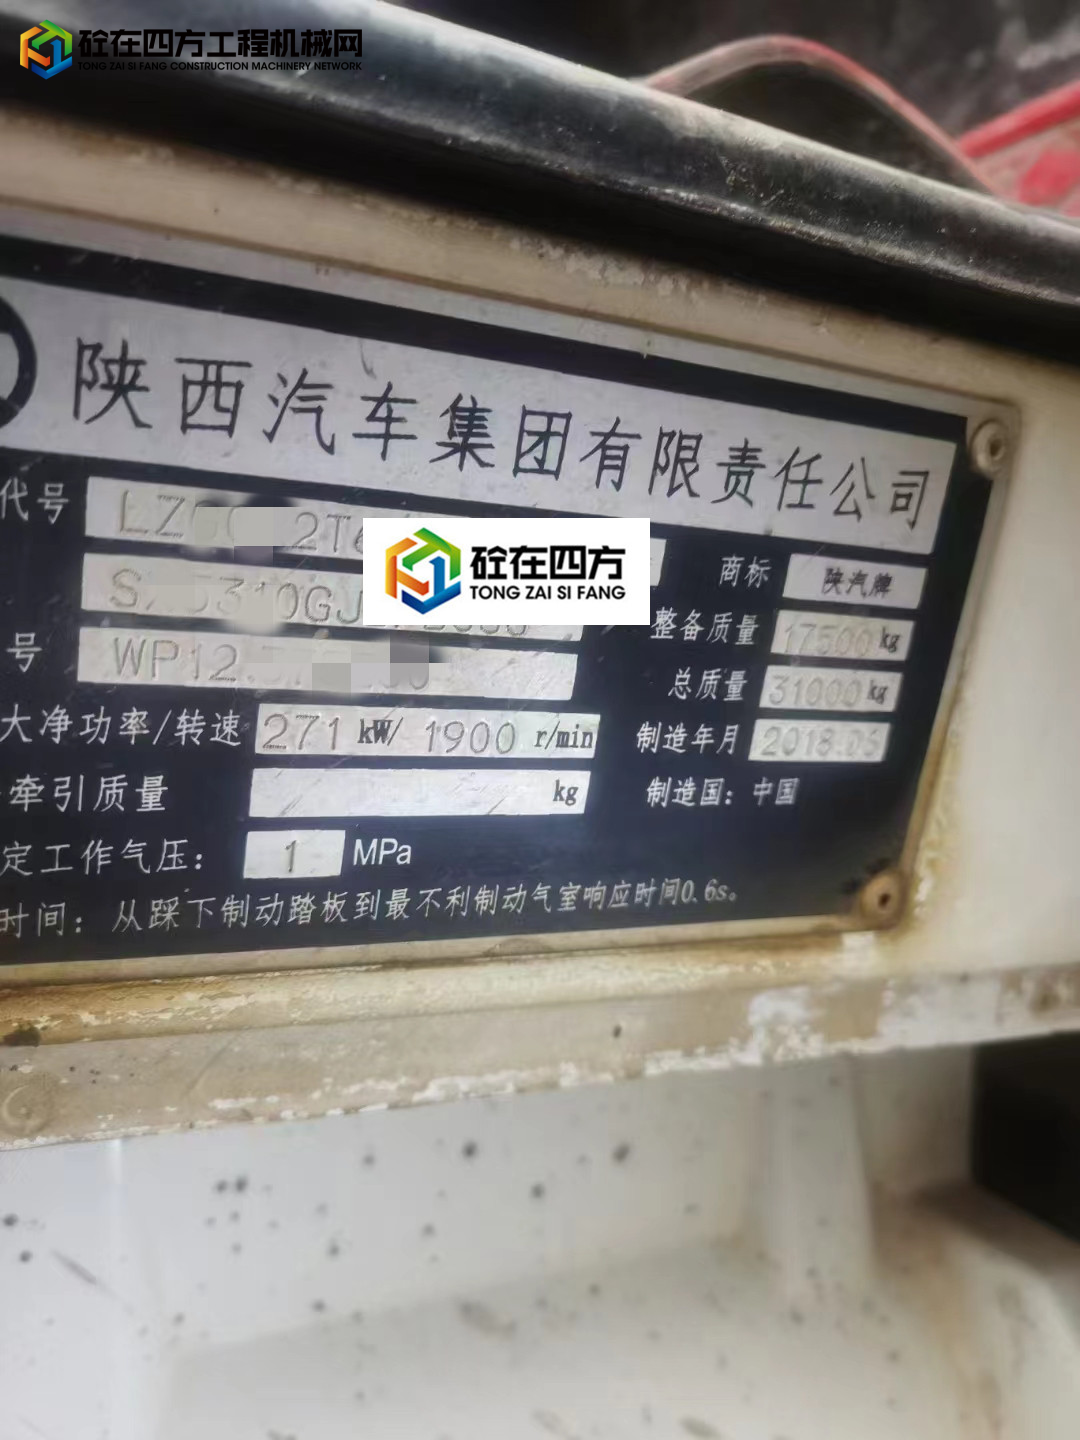 砼在四方工程机械网
TONG ZAI SI FANG CONSTRUCTION MACHINERY NETWORK
陕西汽车集团有限责任公司
代号 LZ 2T
砼在四方
TONG ZAI SI FANG
商标 陕汽牌
310GJ
整备质量 17500 kg
号 WP12.
总质量 31000 kg
大净功率/转速 271 kW/ 1900 r/min
制造年月 2018.06
牵引质量 kg
制造国：中国
定工作气压： 1 MPa
时间：从踩下制动踏板到最不利制动气室响应时间0.6s。